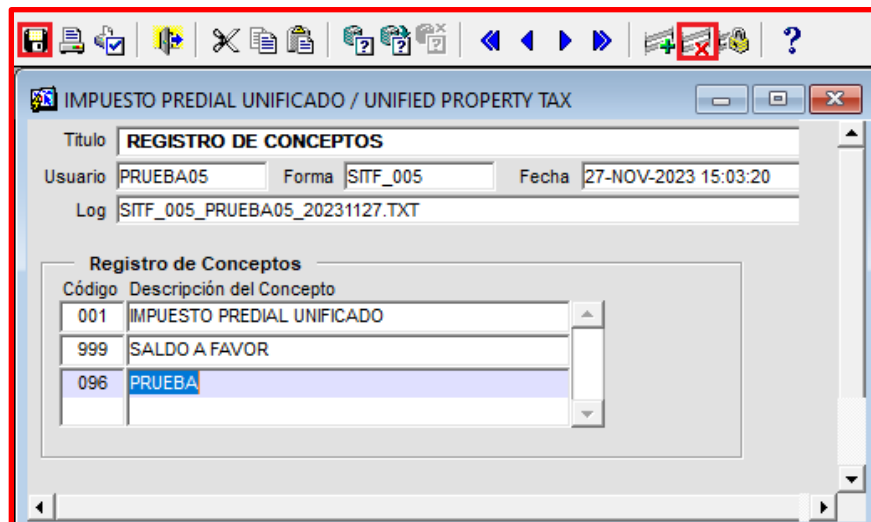 ?
IMPUESTO PREDIAL UNIFICADO / UNIFIED PROPERTY TAX
Titulo REGISTRO DE CONCEPTOS
Usuario PRUEBA05 Forma SITF_005 Fecha 27-NOV-2023 15:03:20
Log SITF_005_PRUEBA05_20231127.TXT
Registro de Conceptos
Código Descripción del Concepto
001 IMPUESTO PREDIAL UNIFICADO
999 SALDO A FAVOR
096 PRUEBA